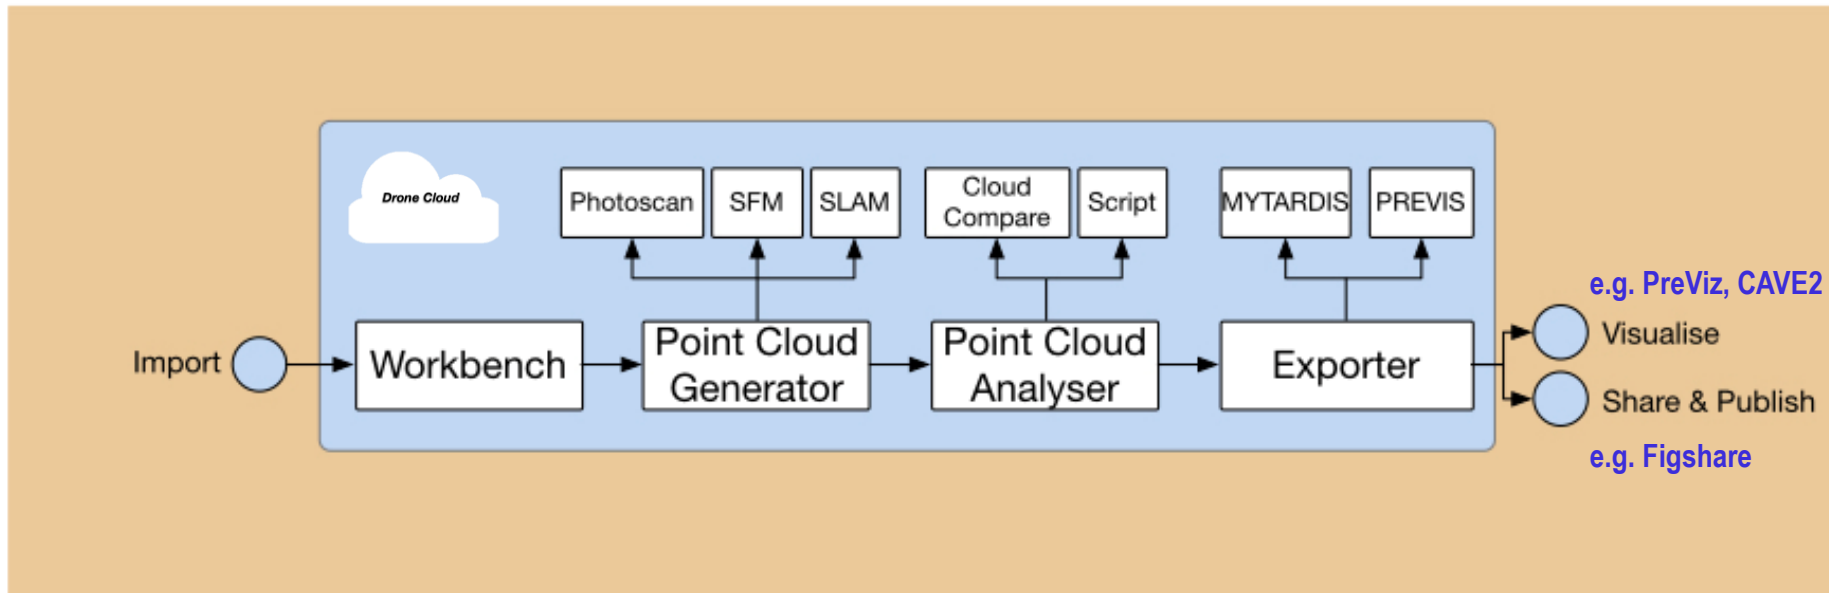 Drone Cloud
Photoscan
SFM
SLAM
Cloud
Compare
Script
MYTARDIS
PREVIS
Import
Workbench
Point Cloud
Generator
Point Cloud
Analyser
Exporter
e.g. PreViz, CAVE2
Visualise
Share & Publish
e.g. Figshare